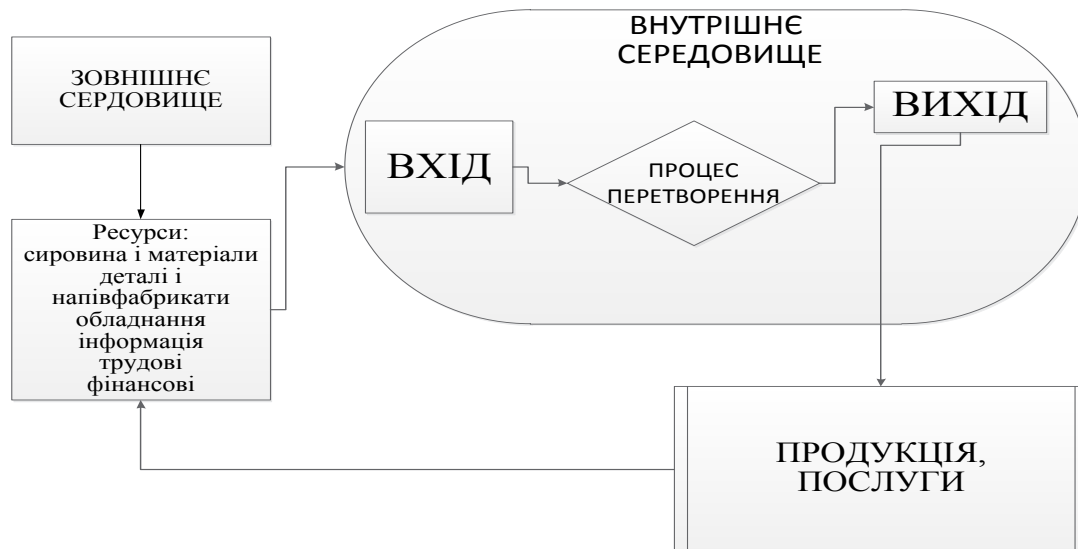 ЗОВНІШНЄ
СЕРДОВИЩЕ
Ресурси:
сировина і матеріали
деталі і
напівфабрикати
обладнання
інформація
трудові
фінансові
ВНУТРІШНЄ
СЕРЕДОВИЩЕ
ВХІД
ПРОЦЕС
ПЕРЕТВОРЕННЯ
ВИХІД
ПРОДУКЦІЯ,
ПОСЛУГИ